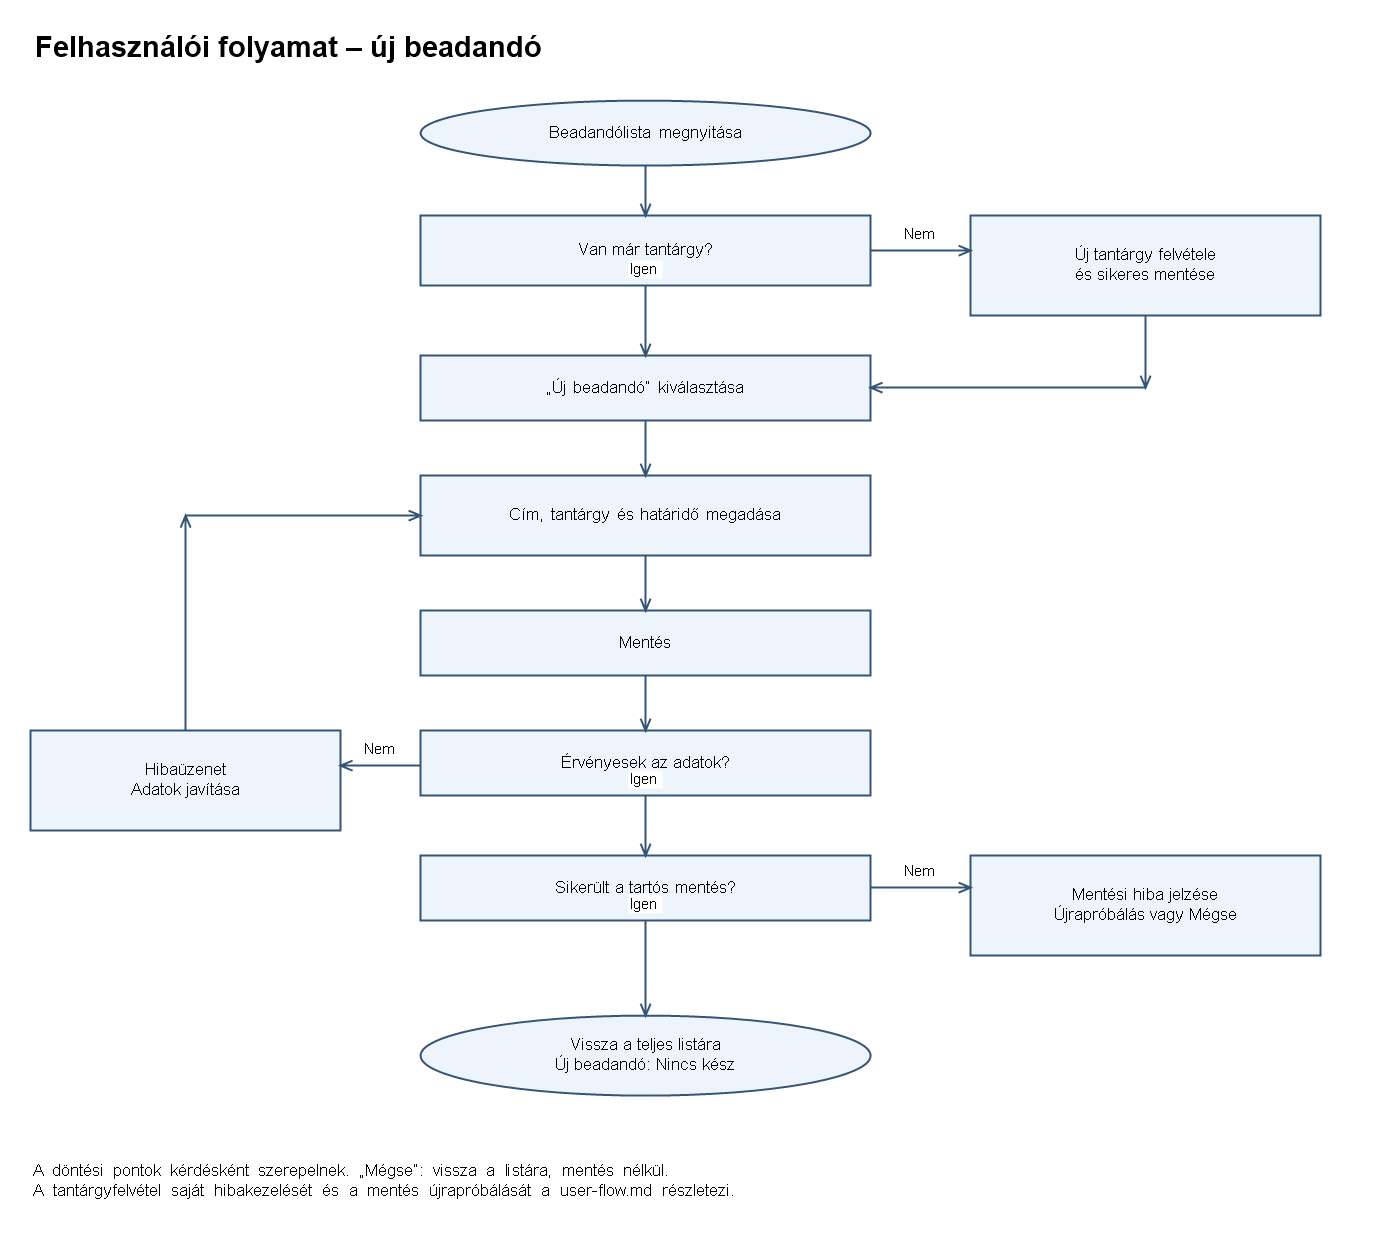 Felhasználói folyamat – új beadandó
Beadandólista megnyitása
Van már tantárgy?
Igen
Nem
Új tantárgy felvétele
és sikeres mentése
„Új beadandó” kiválasztása
Cím, tantárgy és határidő megadása
Mentés
Érvényesek az adatok?
Igen
Nem
Hibaüzenet
Adatok javítása
Sikerült a tartós mentés?
Igen
Nem
Mentési hiba jelzése
Újrapróbálás vagy Mégse
Vissza a teljes listára
Új beadandó: Nincs kész
A döntési pontok kérdésként szerepelnek. „Mégse”: vissza a listára, mentés nélkül.
A tantárgyfelvétel saját hibakezelését és a mentés újrapróbálását a user-flow.md részletezi.